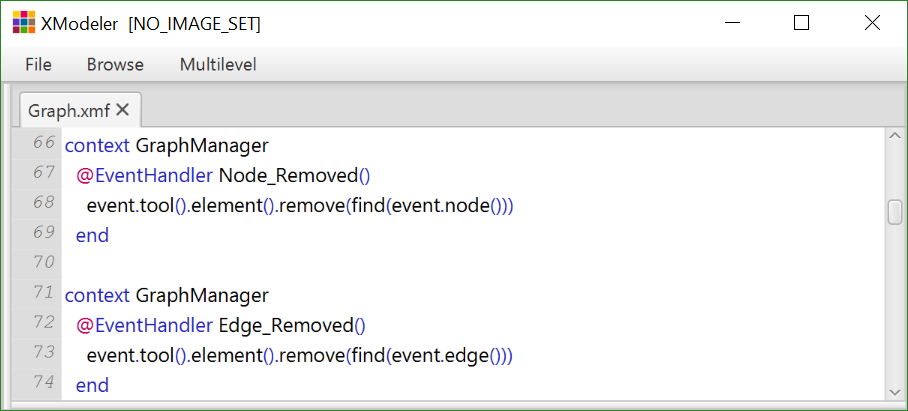 XModeler [NO_IMAGE_SET]
File Browse Multilevel
Graph.xmf
66 context GraphManager
67 @EventHandler Node_Removed()
68 event.tool().element().remove(find(event.node()))
69 end
70
71 context GraphManager
72 @EventHandler Edge_Removed()
73 event.tool().element().remove(find(event.edge()))
74 end